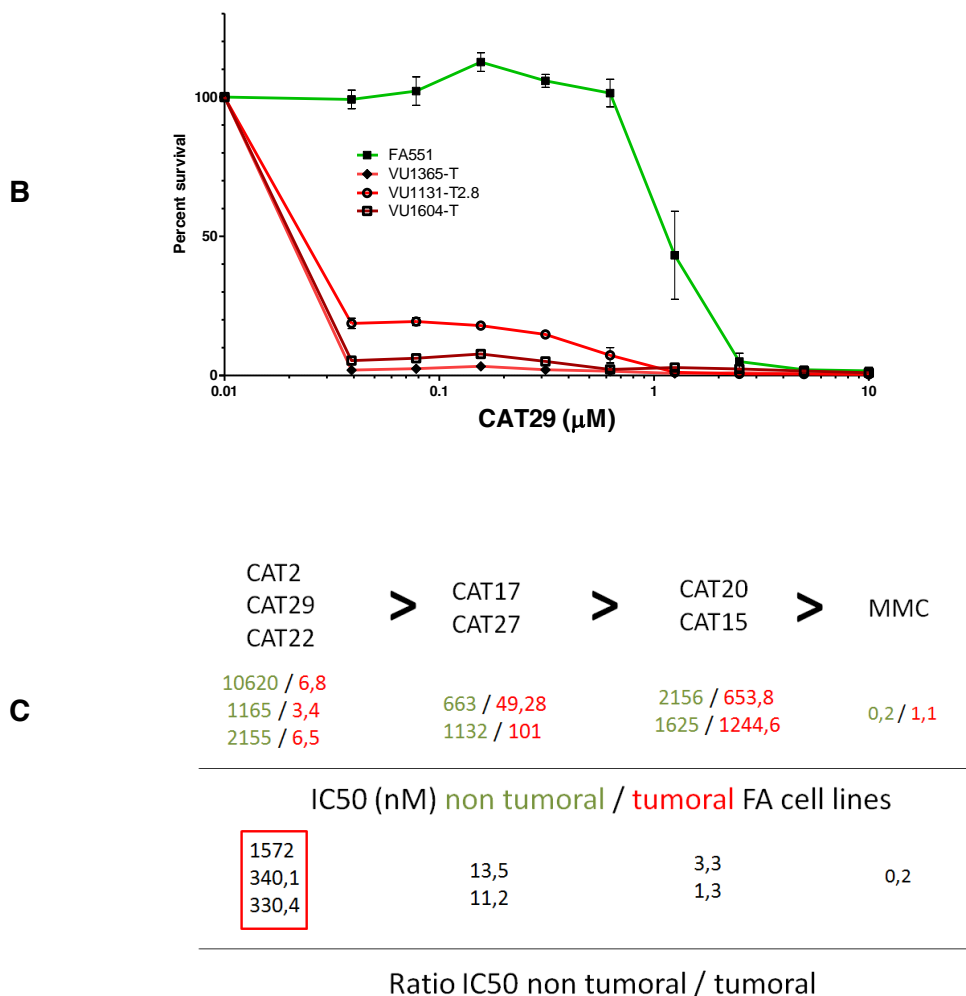 B
Percent survival
100
50
0
FA551
VU1365-T
VU1131-T2.8
VU1604-T
0.01
0.1
1
10
CAT29 (µM)
C
CAT2
CAT29
CAT22
>
CAT17
CAT27
>
CAT20
CAT15
>
MMC
10620 / 6,8
1165 / 3,4
2155 / 6,5
663 / 49,28
1132 / 101
2156 / 653,8
1625 / 1244,6
0,2 / 1,1
IC50 (nM) non tumoral / tumoral FA cell lines
1572
340,1
330,4
13,5
11,2
3,3
1,3
0,2
Ratio IC50 non tumoral / tumoral